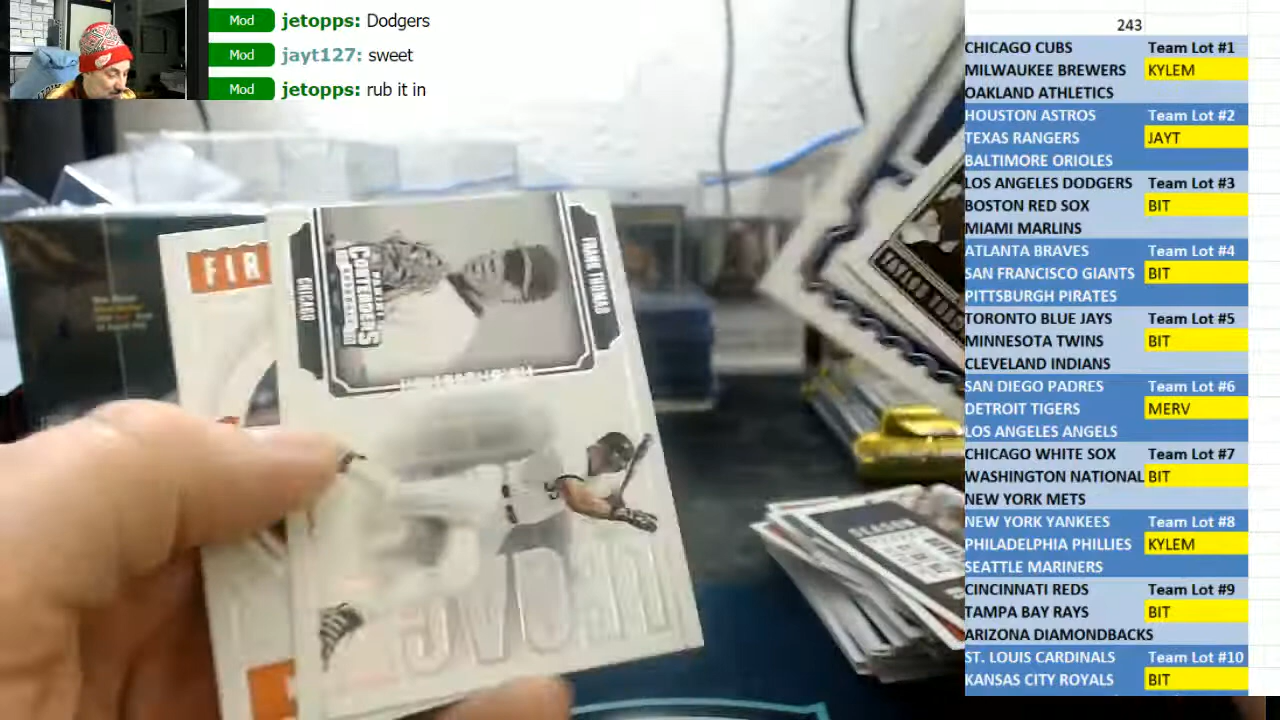 Mod jetopps: Dodgers
Mod jayt127: sweet
Mod jetopps: rub it in
243
CHICAGO CUBS Team Lot #1
MILWAUKEE BREWERS KYLEM
OAKLAND ATHLETICS
HOUSTON ASTROS Team Lot #2
TEXAS RANGERS JAYT
BALTIMORE ORIOLES
LOS ANGELES DODGERS Team Lot #3
BOSTON RED SOX BIT
MIAMI MARLINS
ATLANTA BRAVES Team Lot #4
SAN FRANCISCO GIANTS BIT
PITTSBURGH PIRATES
TORONTO BLUE JAYS Team Lot #5
MINNESOTA TWINS BIT
CLEVELAND INDIANS
SAN DIEGO PADRES Team Lot #6
DETROIT TIGERS MERV
LOS ANGELES ANGELS
CHICAGO WHITE SOX Team Lot #7
WASHINGTON NATIONAL BIT
NEW YORK METS
NEW YORK YANKEES Team Lot #8
PHILADELPHIA PHILLIES KYLEM
SEATTLE MARINERS
CINCINNATI REDS Team Lot #9
TAMPA BAY RAYS BIT
ARIZONA DIAMONDBACKS
ST. LOUIS CARDINALS Team Lot #10
KANSAS CITY ROYALS BIT
FIR
CHICAGO
PANINI
CONTENDERS
FRANK THOMAS
SEASON